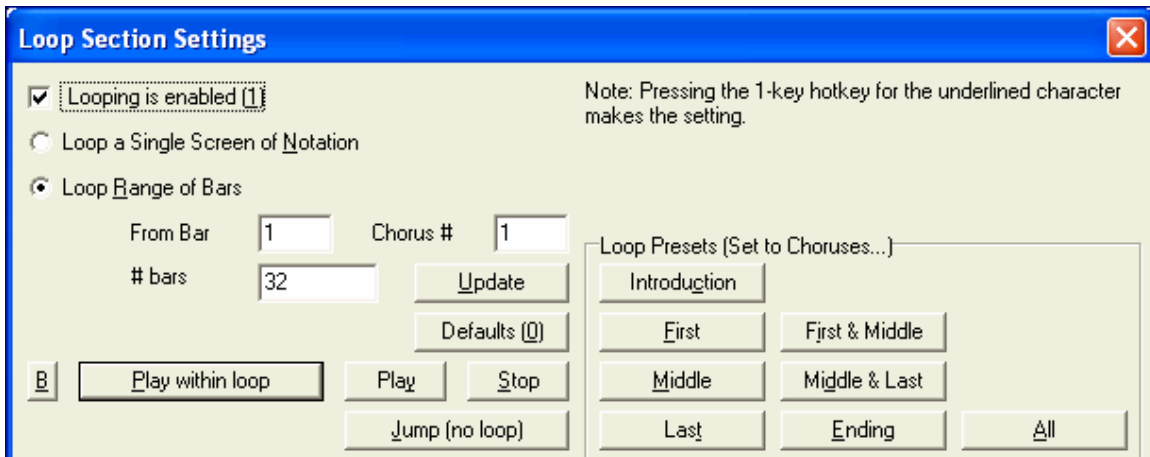 Loop Section Settings
Looping is enabled (1)
Note: Pressing the 1-key hotkey for the underlined character
makes the setting.
Loop a Single Screen of Notation
Loop Range of Bars
From Bar 1 Chorus # 1
# bars 32 Update
Defaults (0)
B Play within loop Play Stop
Jump (no loop)
Loop Presets (Set to Choruses...)
Introduction
First First & Middle
Middle Middle & Last
Last Ending All